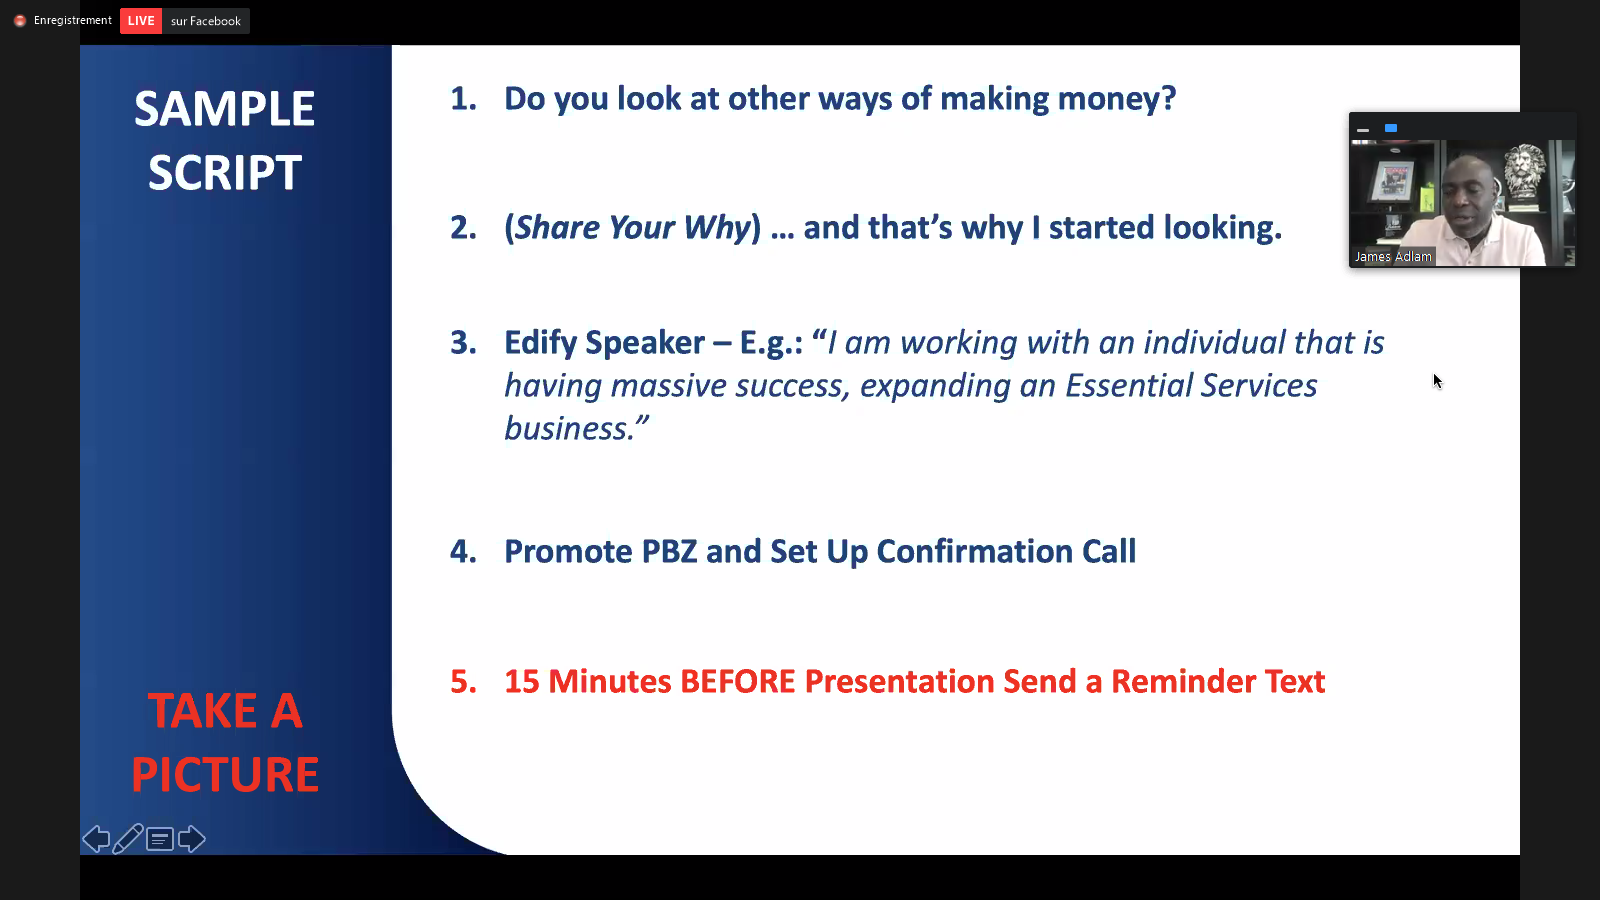 Enregistrement LIVE sur Facebook
SAMPLE
SCRIPT
1. Do you look at other ways of making money?
2. (Share Your Why) ... and that’s why I started looking.
3. Edify Speaker – E.g.: “I am working with an individual that is
having massive success, expanding an Essential Services
business.”
4. Promote PBZ and Set Up Confirmation Call
5. 15 Minutes BEFORE Presentation Send a Reminder Text
TAKE A
PICTURE
James Adlam